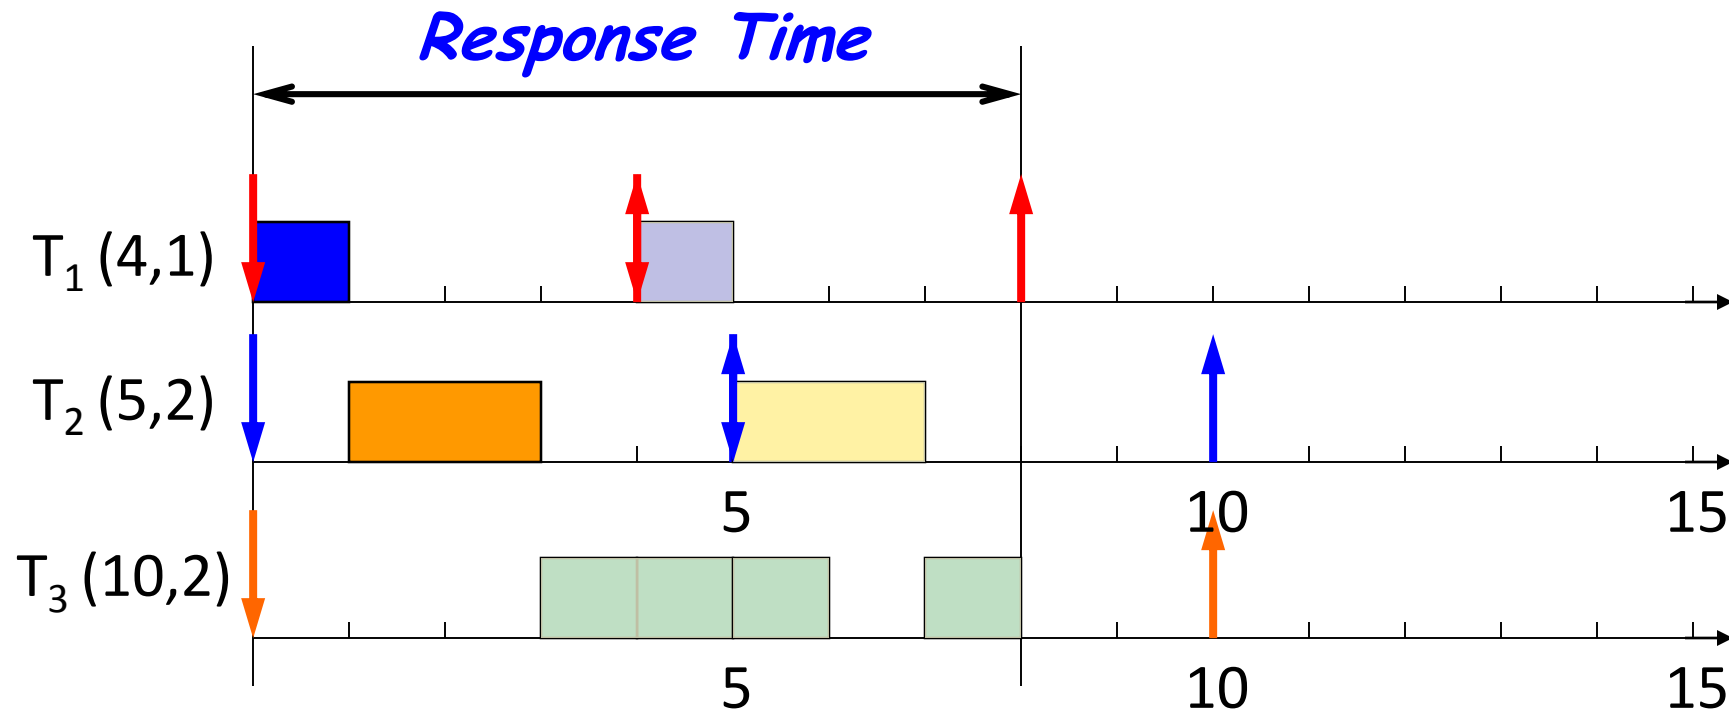 Response Time
T₁ (4,1)
T₂ (5,2)
5 10 15
T₃ (10,2)
5 10 15